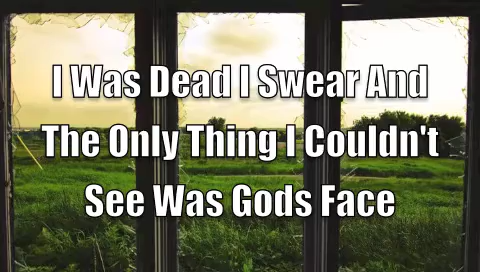 I Was Dead I Swear And
The Only Thing I Couldn't
See Was Gods Face